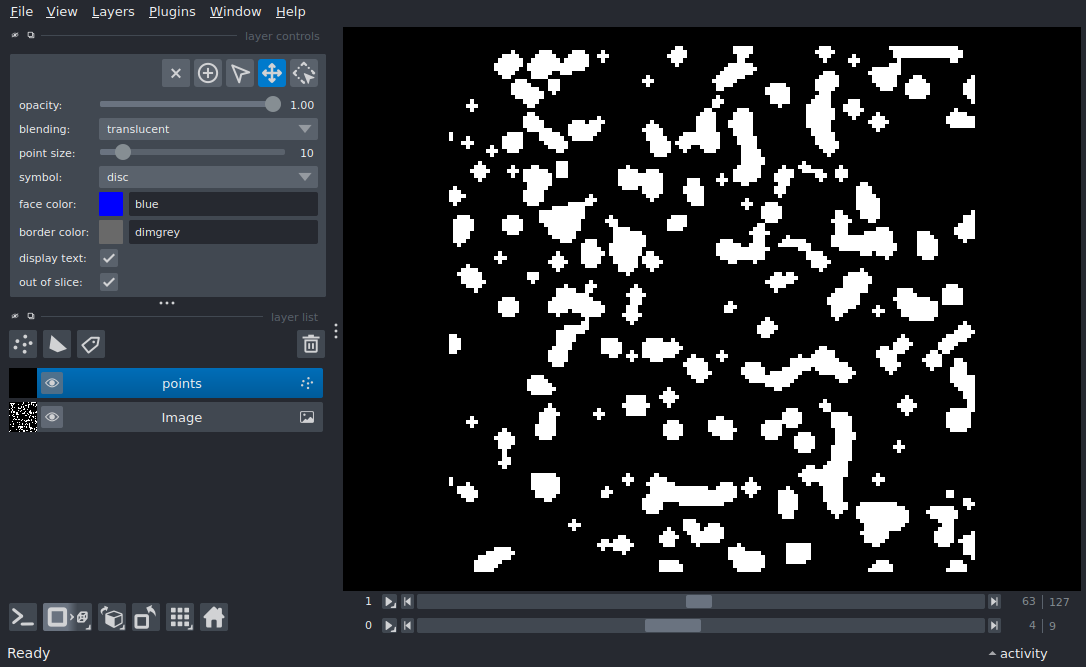 File View Layers Plugins Window Help
layer controls
opacity: 1.00
blending: translucent
point size: 10
symbol: disc
face color: blue
border color: dimgrey
display text:
out of slice:
layer list
points
Image
1 63 127
0 4 9
Ready activity